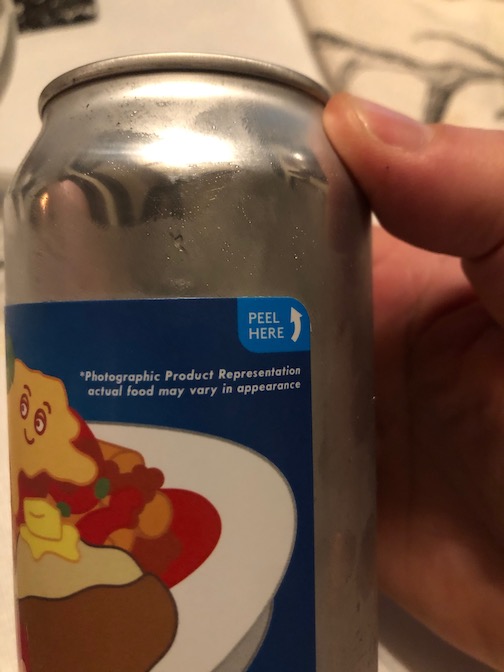 PEEL
HERE
*Photographic Product Representation
actual food may vary in appearance